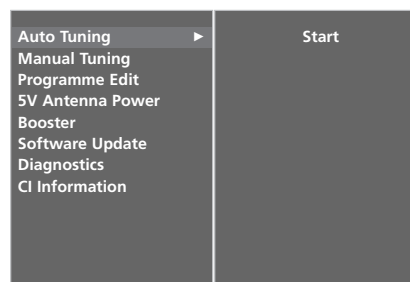 Auto Tuning ► Start
Manual Tuning
Programme Edit
5V Antenna Power
Booster
Software Update
Diagnostics
CI Information